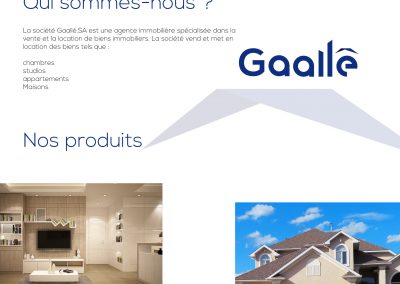 Qui sommes-nous ?
La société Gaallé.SA est une agence immobilière spécialisée dans la
vente et la location de biens immobiliers. La société vend et met en
location des biens tels que :
chambres
studios
appartements
Maisons
Gaallé
Nos produits